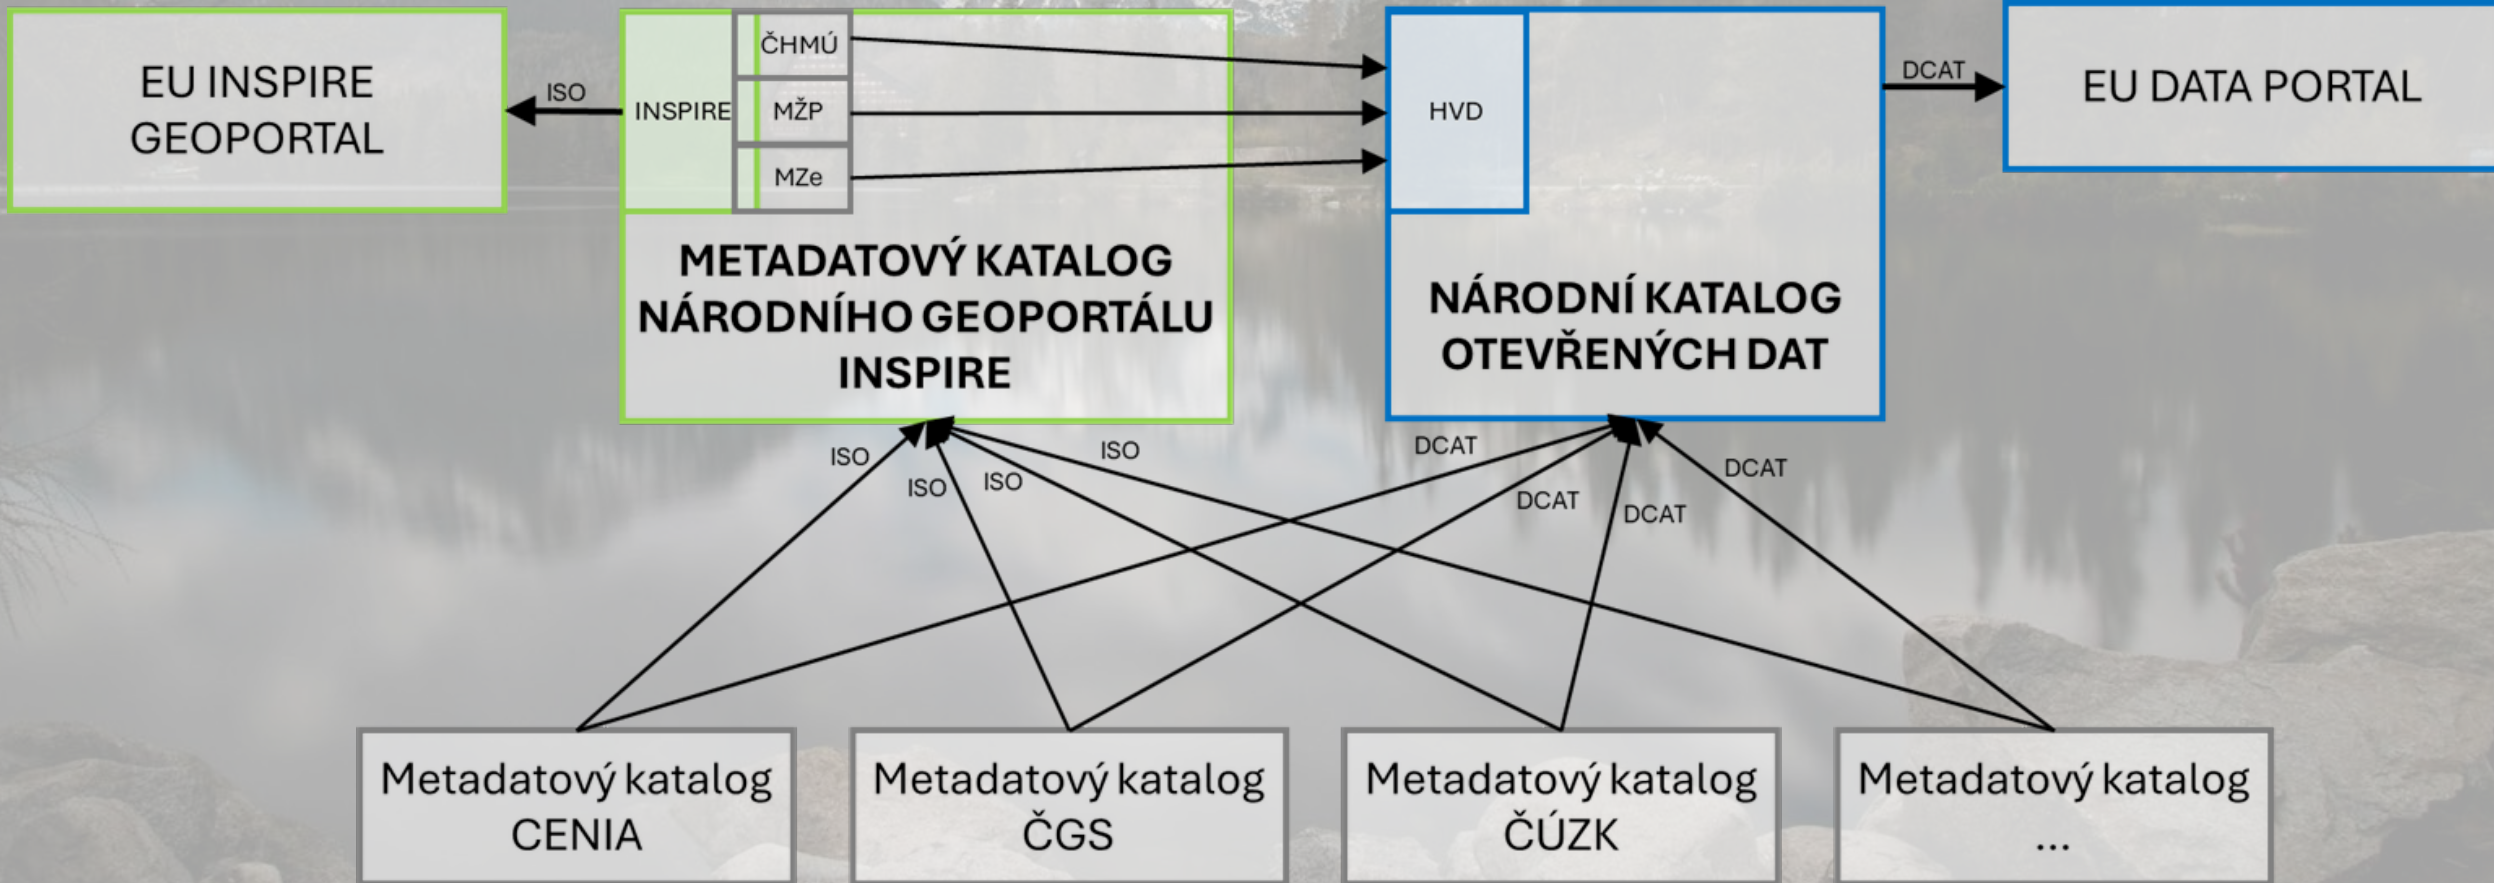 EU INSPIRE
GEOPORTAL
ISO
INSPIRE
ČHMÚ
MŽP
MZe
METADATOVÝ KATALOG
NÁRODNÍHO GEOPORTÁLU
INSPIRE
HVD
NÁRODNÍ KATALOG
OTEVŘENÝCH DAT
DCAT
EU DATA PORTAL
ISO
ISO
ISO
ISO
DCAT
DCAT
DCAT
DCAT
Metadatový katalog
CENIA
Metadatový katalog
ČGS
Metadatový katalog
ČÚZK
Metadatový katalog
...